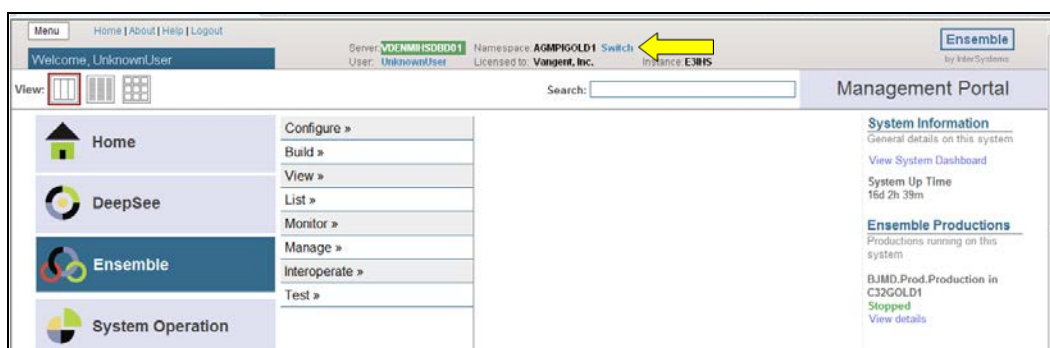 Menu Home | About | Help | Logout
Server: VDENMIHSDBD01 Namespace: AGMPIGOLD1 Switch
Ensemble
Welcome, UnknownUser
User: UnknownUser Licensed to: Vangent, Inc. Instance: E3IHS
by InterSystems
View:
Search:
Management Portal
Home
DeepSee
Ensemble
System Operation
Configure »
Build »
View »
List »
Monitor »
Manage »
Interoperate »
Test »
System Information
General details on this system
View System Dashboard
System Up Time
16d 2h 39m
Ensemble Productions
Productions running on this
system
BJMD.Prod.Production in
C32GOLD1
Stopped
View details